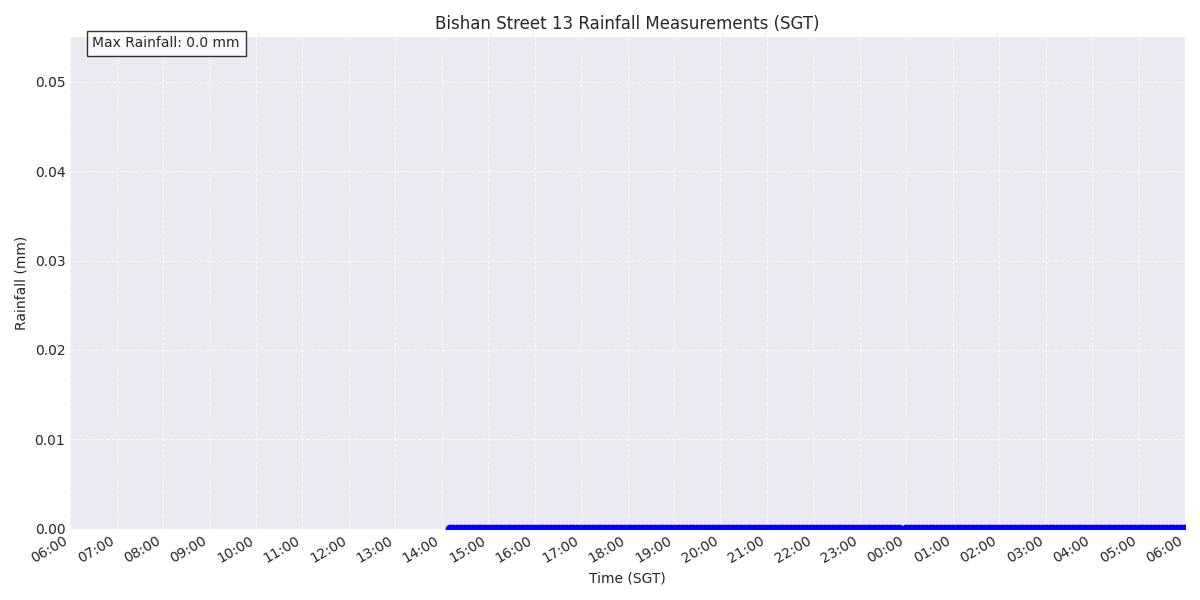 Bishan Street 13 Rainfall Measurements (SGT)
Max Rainfall: 0.0 mm
Rainfall (mm)
0.05
0.04
0.03
0.02
0.01
0.00
06:00 07:00 08:00 09:00 10:00 11:00 12:00 13:00 14:00 15:00 16:00 17:00 18:00 19:00 20:00 21:00 22:00 23:00 00:00 01:00 02:00 03:00 04:00 05:00 06:00
Time (SGT)